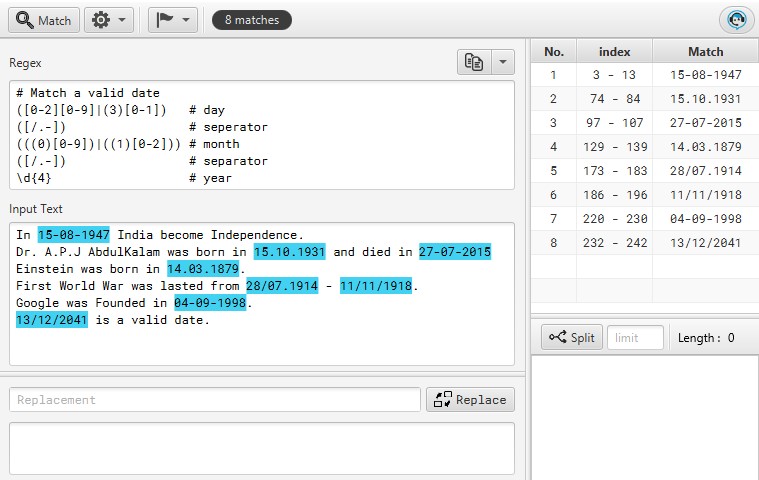 Match
8 matches
Regex
# Match a valid date
([0-2][0-9]|(3)[0-1])   # day
([/.-])                 # seperator
(((0)[0-9])|((1)[0-2])) # month
([/.-])                 # separator
\d{4}                   # year
Input Text
In 15-08-1947 India become Independence.
Dr. A.P.J AbdulKalam was born in 15.10.1931 and died in 27-07-2015
Einstein was born in 14.03.1879.
First World War was lasted from 28/07.1914 - 11/11/1918.
Google was Founded in 04-09-1998.
13/12/2041 is a valid date.
Replacement
Replace
No. index Match
1 3 - 13 15-08-1947
2 74 - 84 15.10.1931
3 97 - 107 27-07-2015
4 129 - 139 14.03.1879
5 173 - 183 28/07.1914
6 186 - 196 11/11/1918
7 220 - 230 04-09-1998
8 232 - 242 13/12/2041
Split limit Length : 0